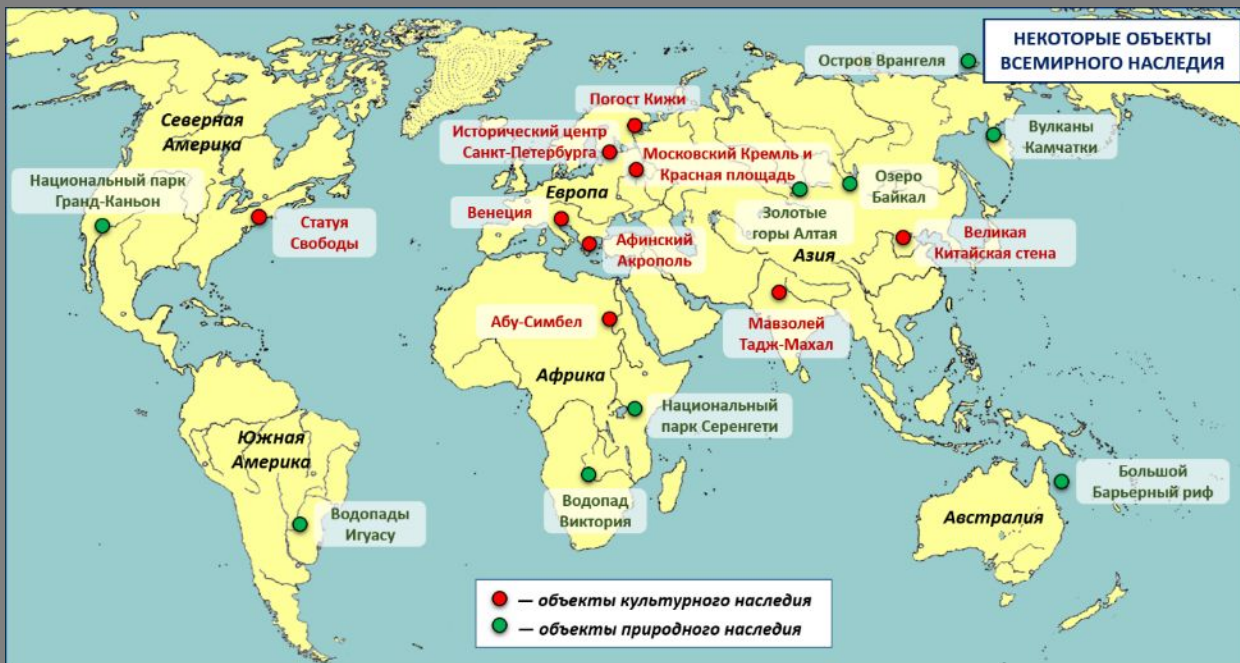 НЕКОТОРЫЕ ОБЪЕКТЫ
ВСЕМИРНОГО НАСЛЕДИЯ
Остров Врангеля
Погост Кижи
Северная
Америка
Исторический центр
Санкт-Петербурга
Московский Кремль и
Красная площадь
Вулканы
Камчатки
Национальный парк
Гранд-Каньон
Европа
Озеро
Байкал
Статуя
Свободы
Венеция
Золотые
горы Алтая
Афинский
Акрополь
Азия
Великая
Китайская стена
Абу-Симбел
Мавзолей
Тадж-Махал
Африка
Национальный
парк Серенгети
Южная
Америка
Водопад
Виктория
Большой
Барьерный риф
Водопады
Игуасу
Австралия
— объекты культурного наследия
— объекты природного наследия